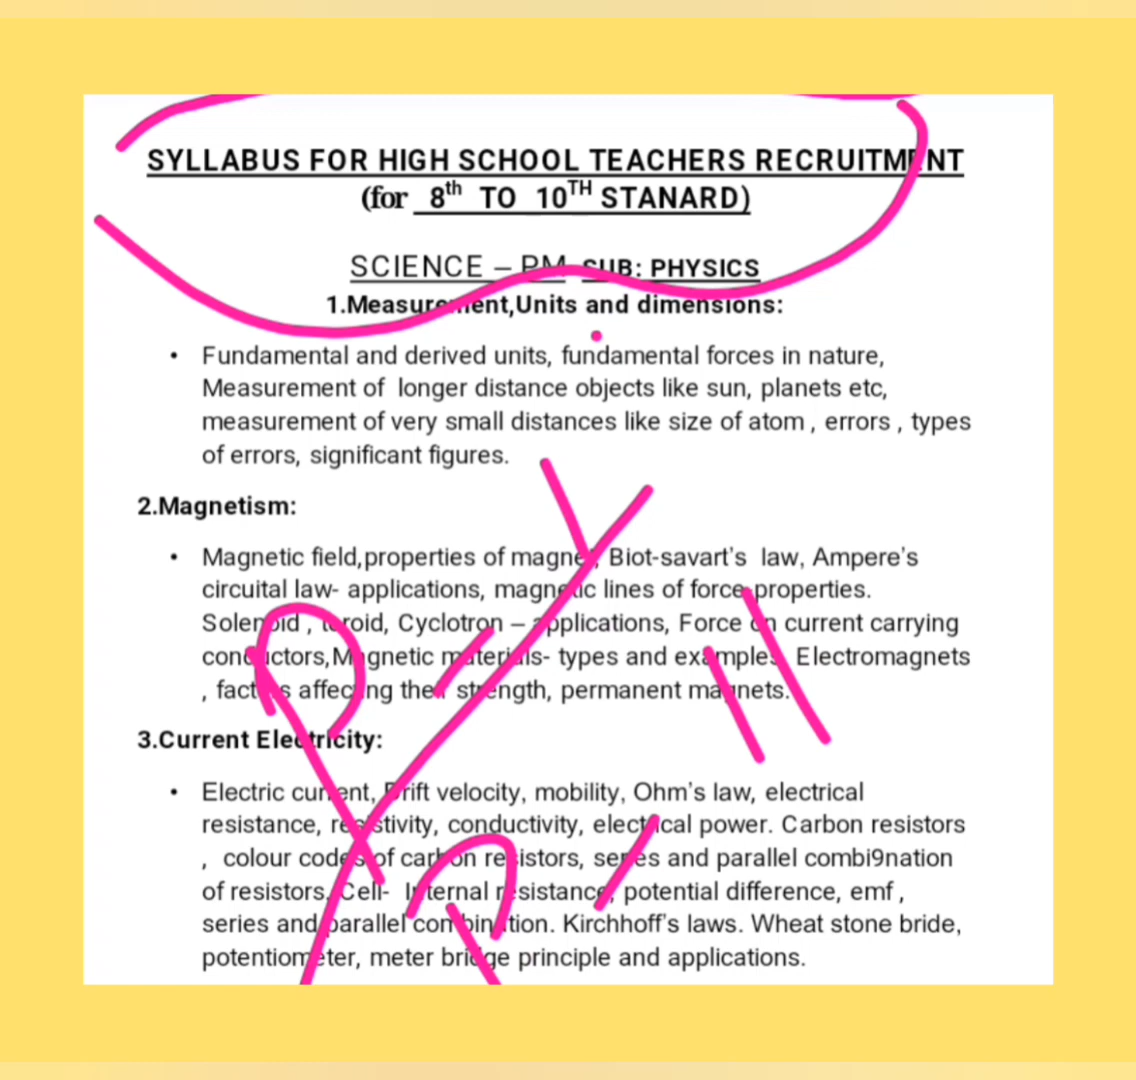 SYLLABUS FOR HIGH SCHOOL TEACHERS RECRUITMENT
(for 8th TO 10TH STANARD)
SCIENCE – PM SUB: PHYSICS
1.Measurement,Units and dimensions:
• Fundamental and derived units, fundamental forces in nature,
Measurement of longer distance objects like sun, planets etc,
measurement of very small distances like size of atom , errors , types
of errors, significant figures.
2.Magnetism:
• Magnetic field,properties of magnet, Biot-savart's law, Ampere's
circuital law- applications, magnetic lines of force-properties.
Solenoid , toroid, Cyclotron – applications, Force on current carrying
conductors,Magnetic materials- types and examples. Electromagnets
, factors affecting their strength, permanent magnets.
3.Current Electricity:
• Electric current, Drift velocity, mobility, Ohm's law, electrical
resistance, resistivity, conductivity, electrical power. Carbon resistors
, colour codes of carbon resistors, series and parallel combi9nation
of resistors. Cell- Internal resistance, potential difference, emf ,
series and parallel combination. Kirchhoff's laws. Wheat stone bride,
potentiometer, meter bridge principle and applications.